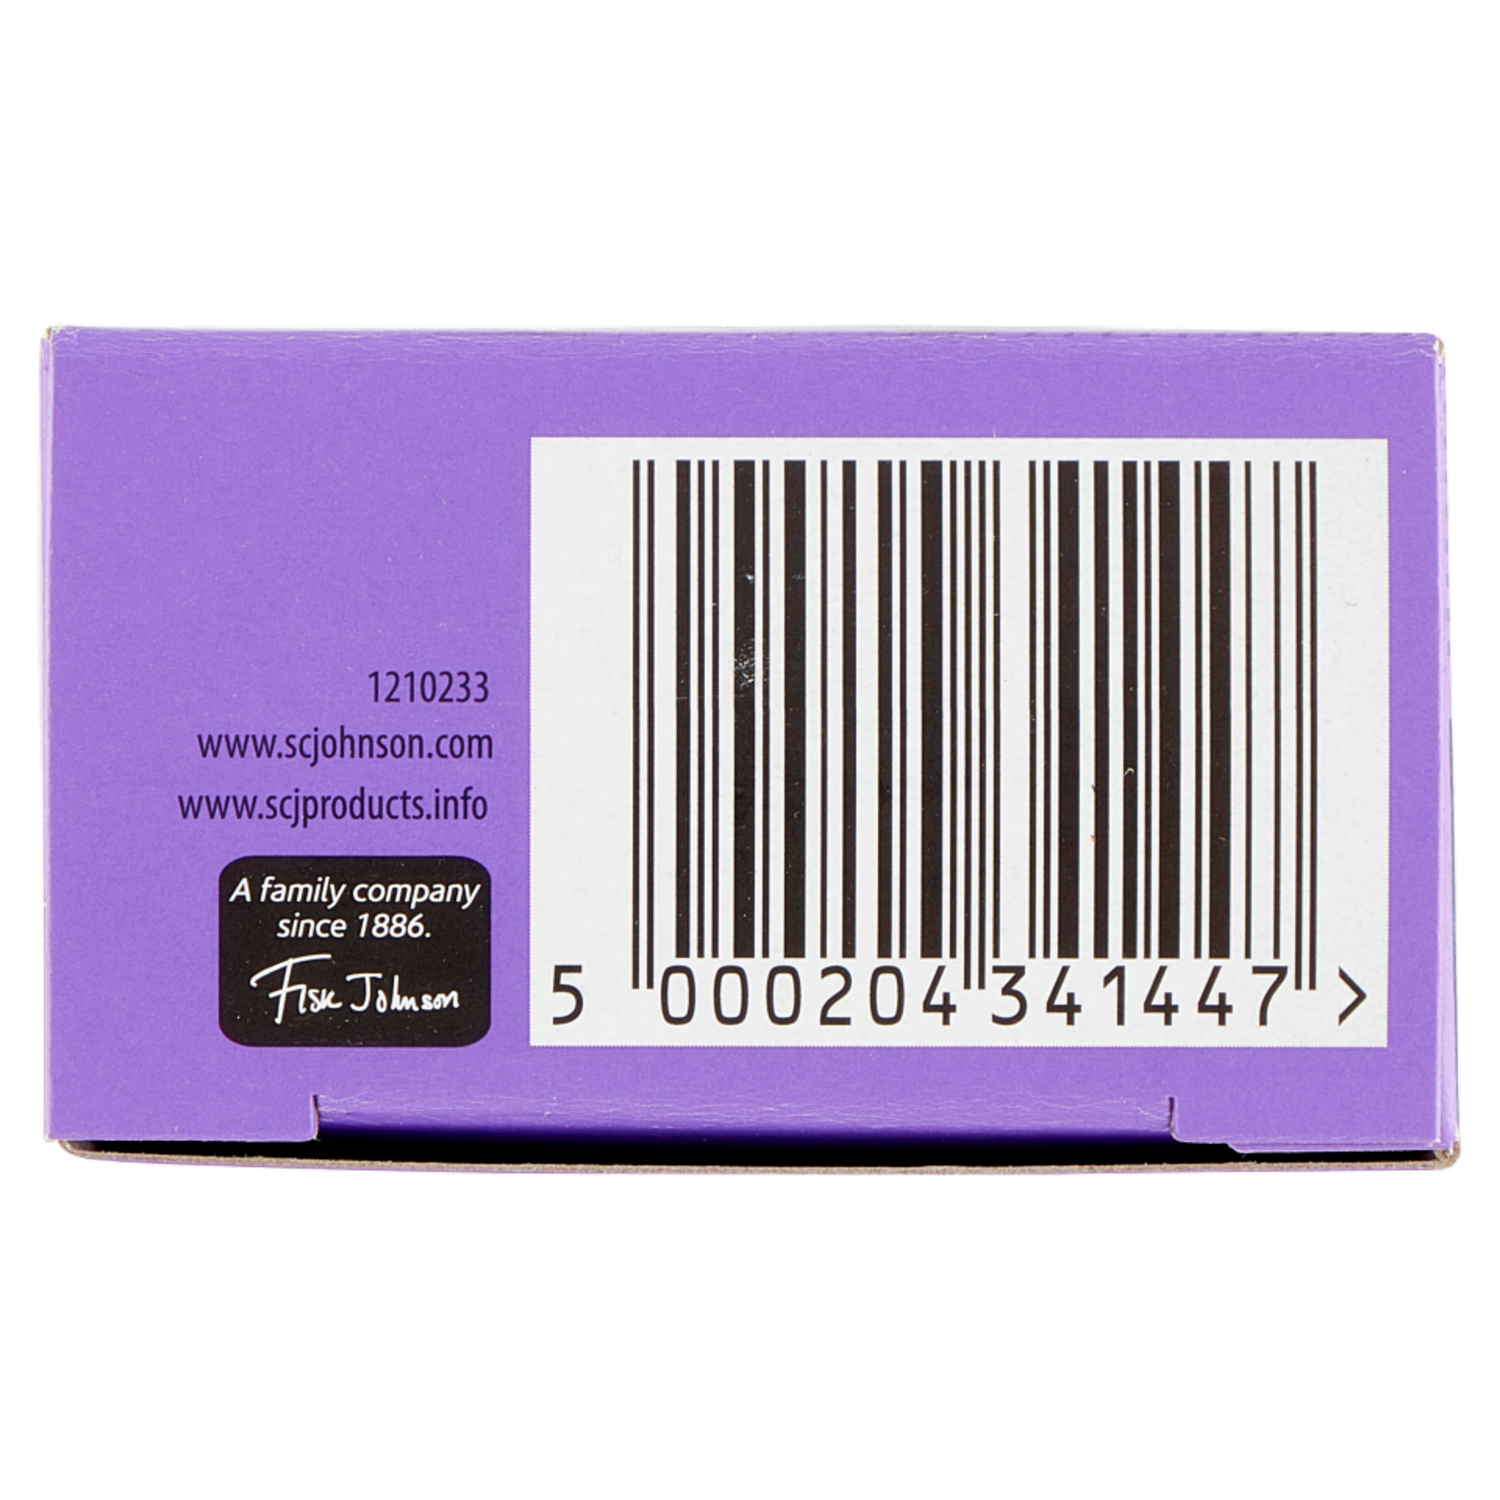 1210233
www.scjohnson.com
www.scjproducts.info
A family company
since 1886.
Fisk Johnson
5 000204 341447 >